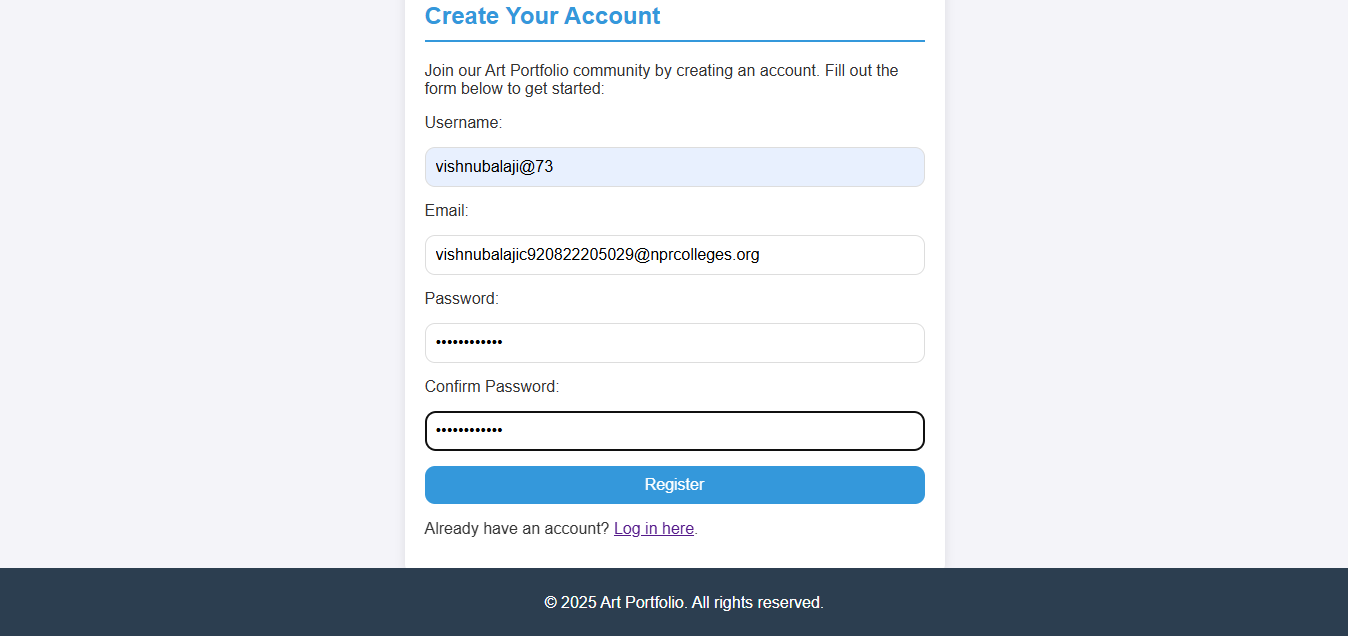 Create Your Account
Join our Art Portfolio community by creating an account. Fill out the
form below to get started:
Username:
vishnubalaji@73
Email:
vishnubalajic920822205029@nprcolleges.org
Password:
••••••••••••
Confirm Password:
••••••••••••
Register
Already have an account? Log in here.
© 2025 Art Portfolio. All rights reserved.